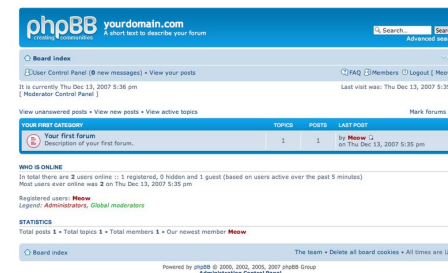 phpBB
creating communities
yourdomain.com
A short text to describe your forum
Search...
Advanced sear
Board index
User Control Panel (0 new messages) • View your posts
FAQ Members Logout [ Meow
It is currently Thu Dec 13, 2007 5:36 pm
Last visit was: Thu Dec 13, 2007 5:35
[ Moderator Control Panel ]
View unanswered posts • View new posts • View active topics
Mark forums
YOUR FIRST CATEGORY TOPICS POSTS LAST POST
Your first forum
Description of your first forum.
1 1
by Meow
on Thu Dec 13, 2007 5:35 pm
WHO IS ONLINE
In total there are 2 users online :: 1 registered, 0 hidden and 1 guest (based on users active over the past 5 minutes)
Most users ever online was 2 on Thu Dec 13, 2007 5:35 pm
Registered users: Meow
Legend: Administrators, Global moderators
STATISTICS
Total posts 1 • Total topics 1 • Total members 1 • Our newest member Meow
Board index
The team • Delete all board cookies • All times are U
Powered by phpBB © 2000, 2002, 2005, 2007 phpBB Group
Administration Control Panel